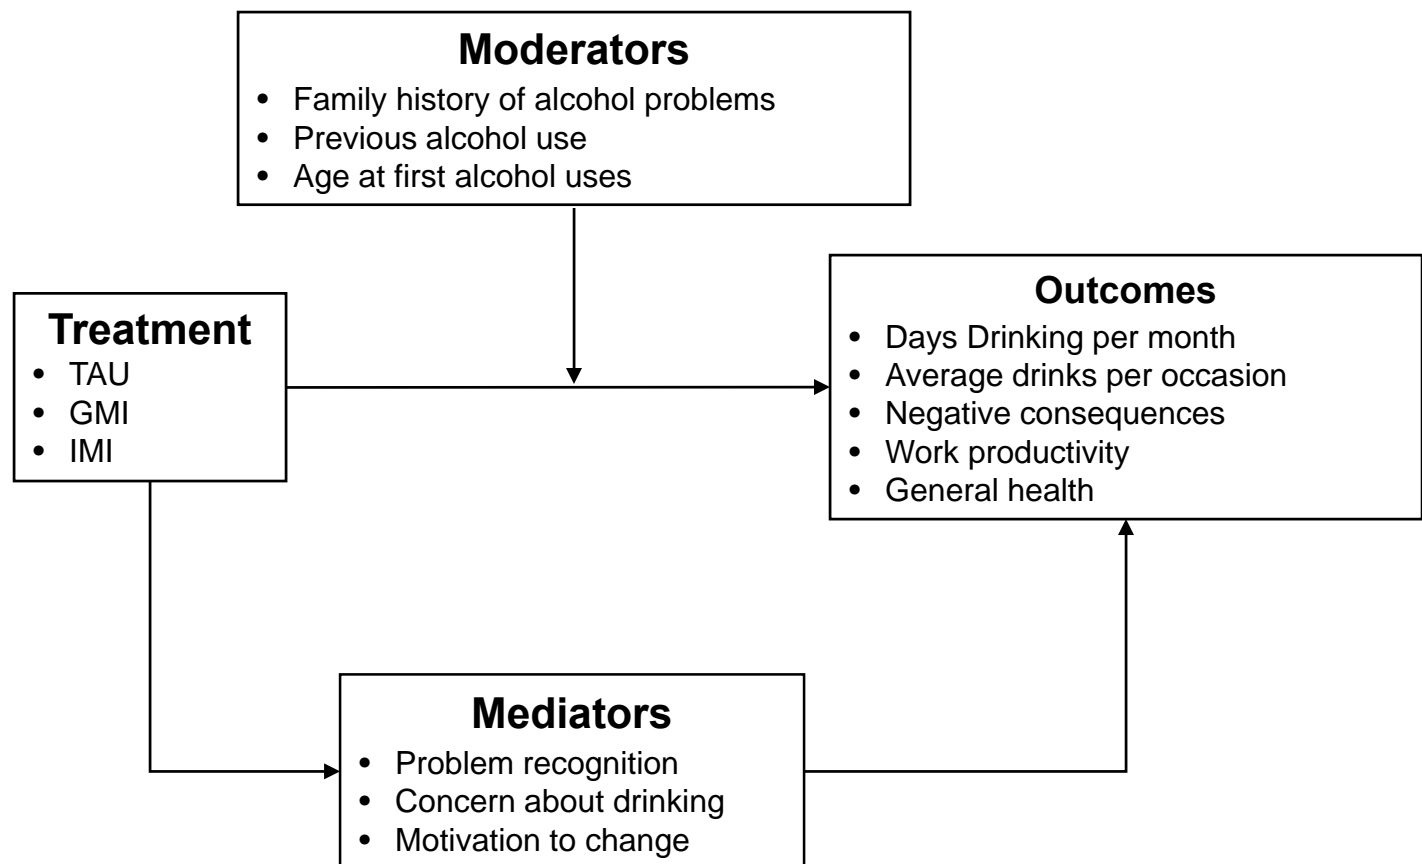 Moderators
• Family history of alcohol problems
• Previous alcohol use
• Age at first alcohol uses
Treatment
• TAU
• GMI
• IMI
Outcomes
• Days Drinking per month
• Average drinks per occasion
• Negative consequences
• Work productivity
• General health
Mediators
• Problem recognition
• Concern about drinking
• Motivation to change